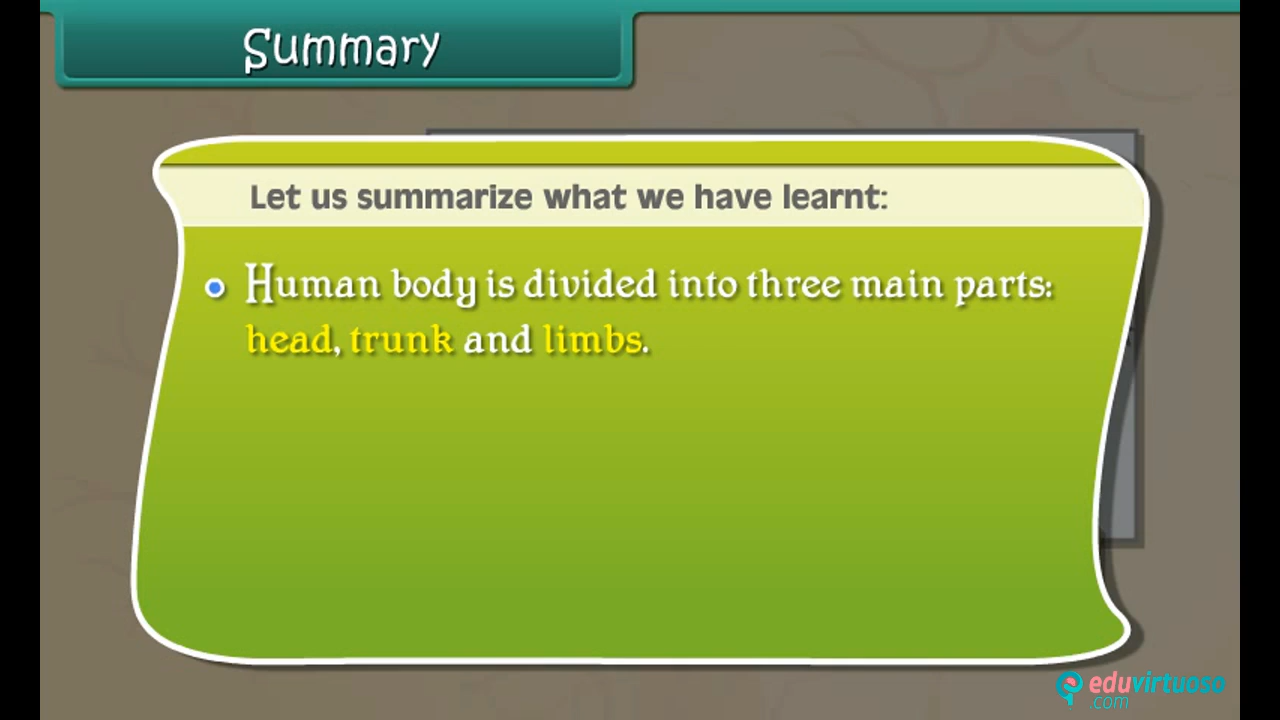 Summary
Let us summarize what we have learnt:
Human body is divided into three main parts:
head, trunk and limbs.
eduvirtuoso
.com